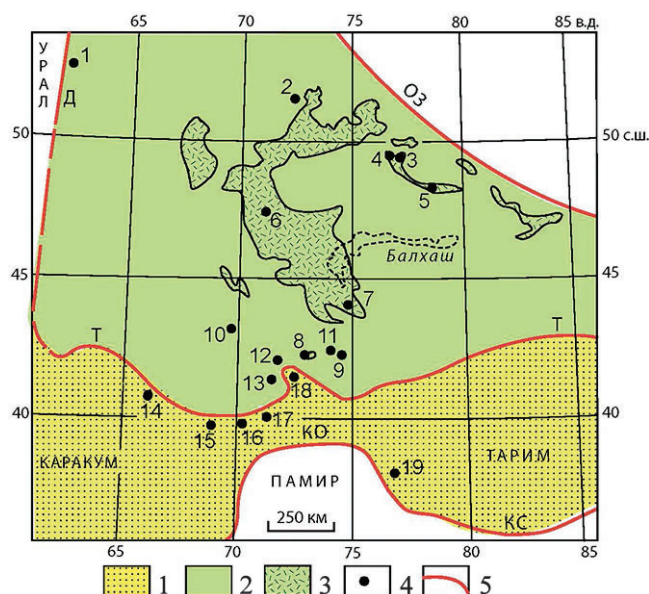 65 70 75 80 85 в.д.
УРАЛ
Д
1
2
ОЗ
50
50 с.ш.
4 3
5
6
Балхаш
45
45
7
10
8 11
9
12
Т
Т
13
18
14
40
40
15 16 17
КО
КАРАКУМ
ТАРИМ
19
ПАМИР
250 км
КС
65 70 75 80 85
1 2 3 4 5